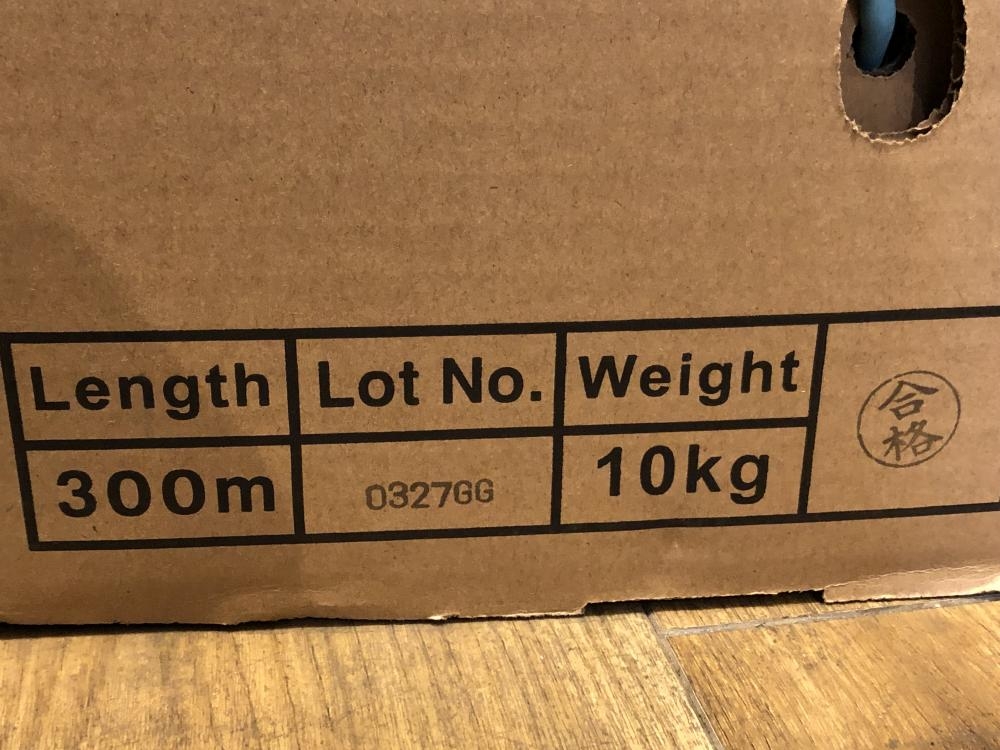 Length Lot No. Weight
300m 0327GG 10kg
合格